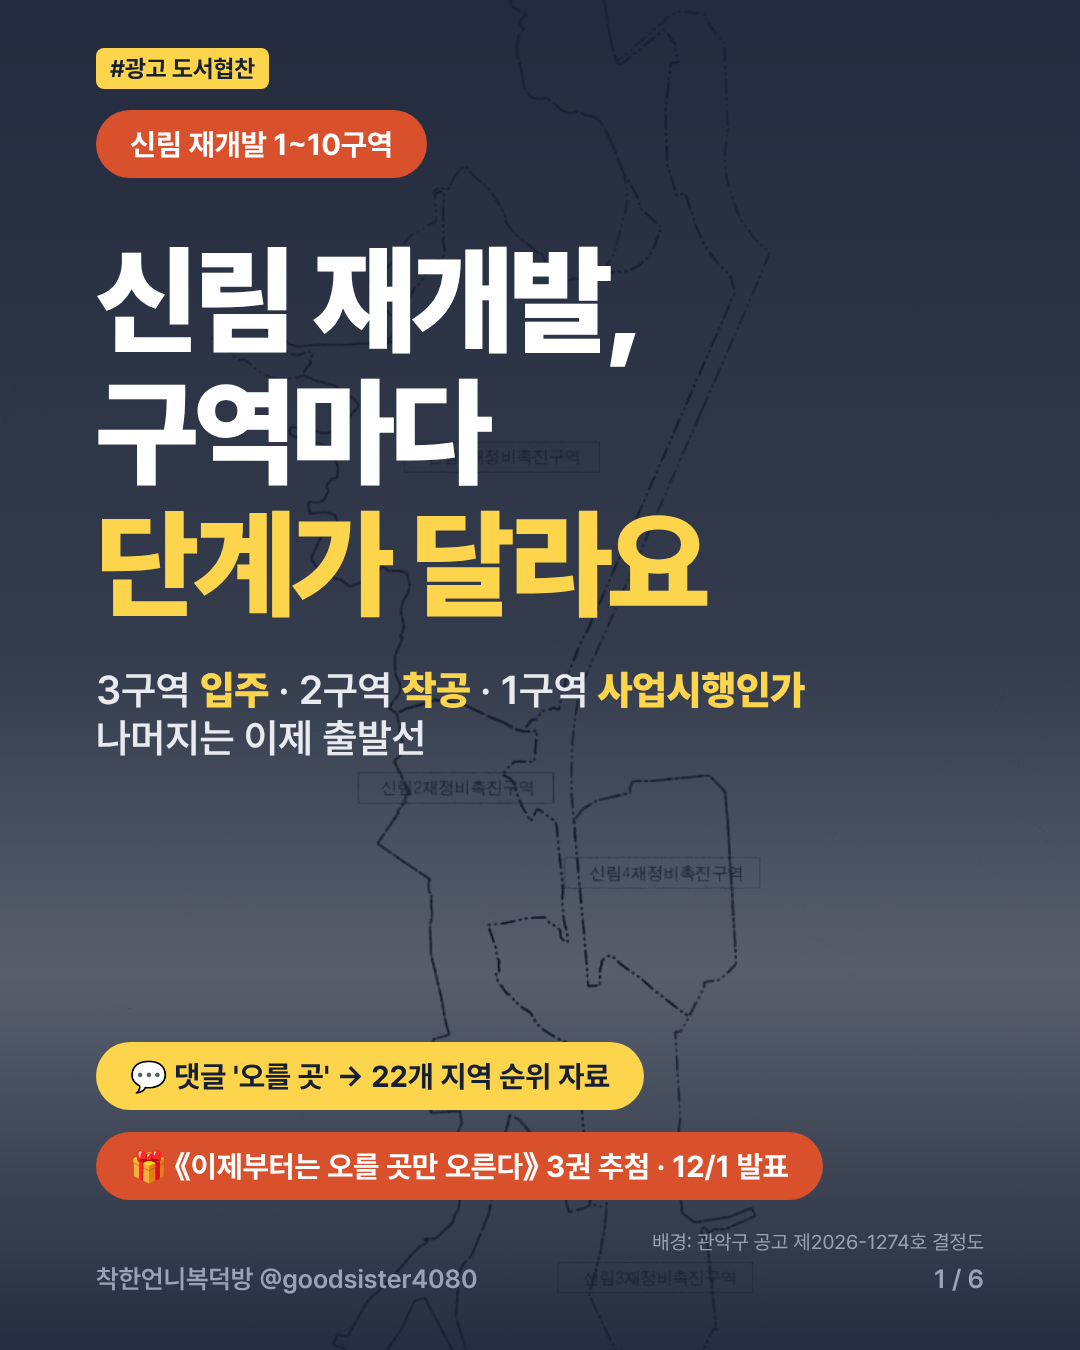 #광고 도서협찬
신림 재개발 1~10구역
신림 재개발,
구역마다
단계가 달라요
3구역 입주 · 2구역 착공 · 1구역 사업시행인가
나머지는 이제 출발선
신림2재정비촉진구역
신림4재정비촉진구역
💬 댓글 '오를 곳' → 22개 지역 순위 자료
🎁 《이제부터는 오를 곳만 오른다》 3권 추첨 · 12/1 발표
배경: 관악구 공고 제2026-1274호 결정도
착한언니복덕방 @goodsister4080
신림3재정비촉진구역
1 / 6